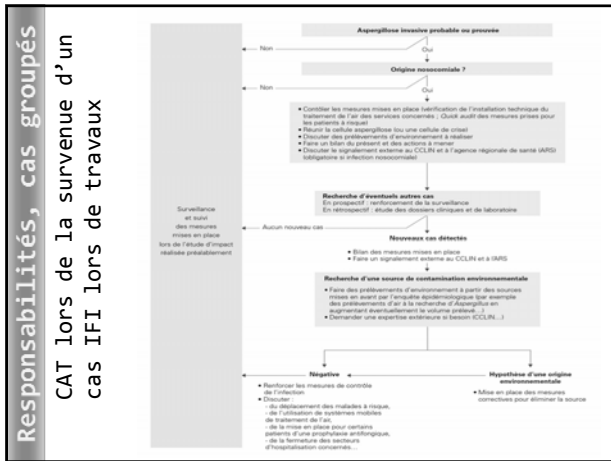 Responsabilités, cas groupés
CAT lors de la survenue d'un
cas IFI lors de travaux
Aspergillose invasive probable ou prouvée
Non
Oui
Origine nosocomiale ?
Non
Oui
• Contrôler les mesures mises en place (vérification de l'installation technique du
traitement de l'air des services concernés ; Quick audit des mesures prises pour
les patients à risque)
• Réunir la cellule aspergillose (ou une cellule de crise)
• Discuter des prélèvements d'environnement à réaliser
• Faire un bilan du présent et des actions à mener
• Discuter le signalement externe au CCLIN et à l'agence régionale de santé (ARS)
(obligatoire si infection nosocomiale)
Recherche d'éventuels autres cas
En prospectif : renforcement de la surveillance
En rétrospectif : étude des dossiers cliniques et de laboratoire
Surveillance
et suivi
des mesures
mises en place
lors de l'étude d'impact
réalisée préalablement
Aucun nouveau cas
Nouveaux cas détectés
• Bilan des mesures mises en place
• Faire un signalement externe au CCLIN et à l'ARS
Recherche d'une source de contamination environnementale
• Faire des prélèvements d'environnement à partir des sources
mises en avant par l'enquête épidémiologique (par exemple
des prélèvements d'air à la recherche d'Aspergillus en
augmentant éventuellement le volume prélevé...)
• Demander une expertise extérieure si besoin (CCLIN...)
Négative
• Renforcer les mesures de contrôle
de l'infection
• Discuter :
- du déplacement des malades à risque,
- de l'utilisation de systèmes mobiles
de traitement de l'air,
- de la mise en place pour certains
patients d'une prophylaxie antifongique,
- de la fermeture des secteurs
d'hospitalisation concernés...
Hypothèse d'une origine
environnementale
• Mise en place des mesures
correctives pour éliminer la source